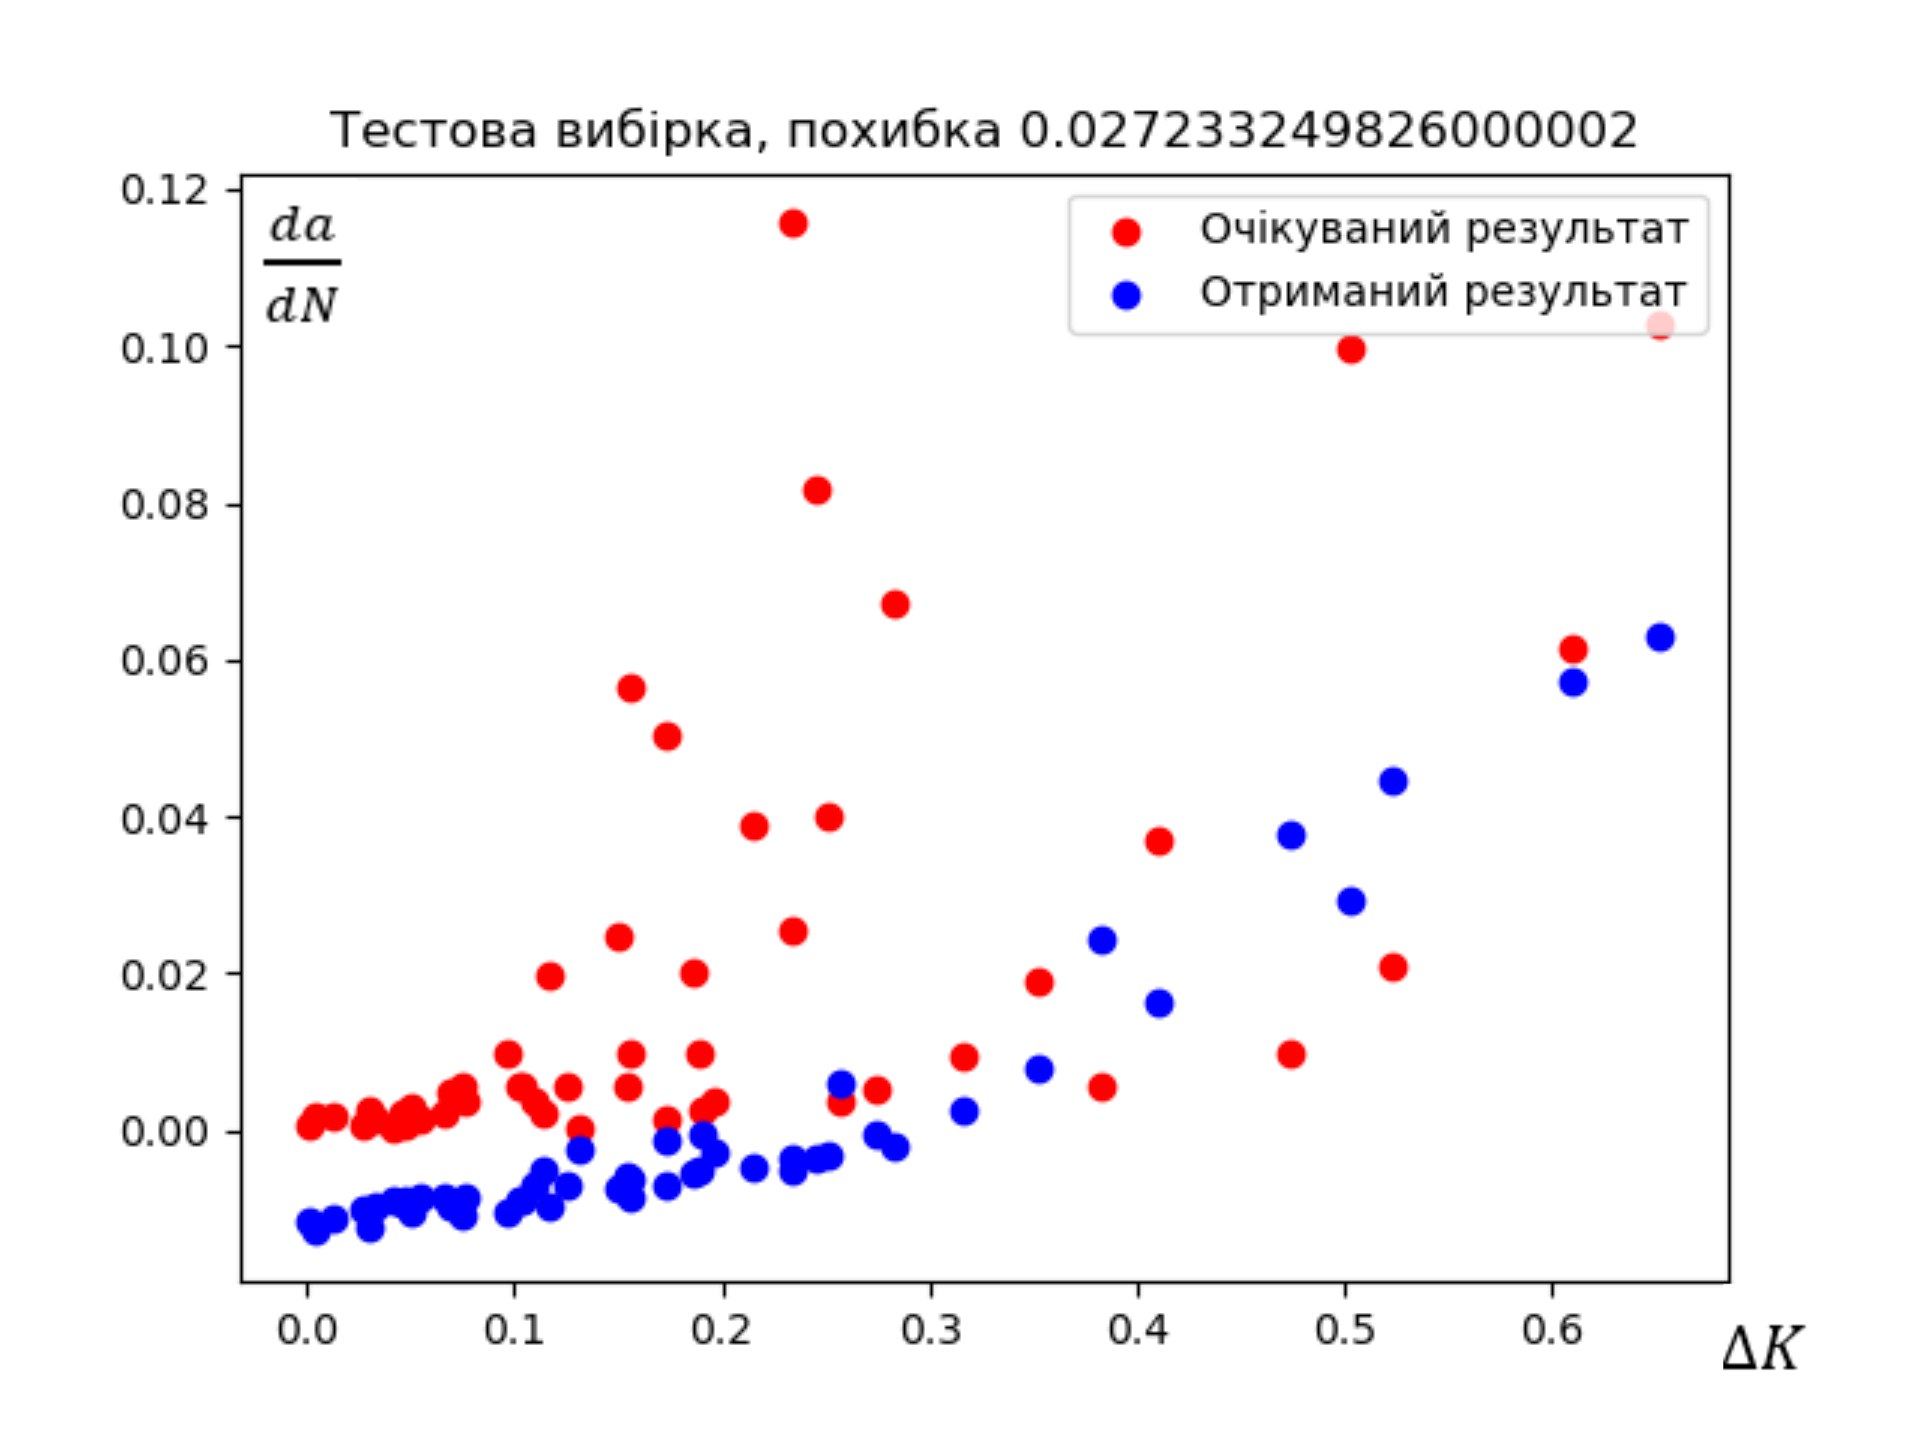 Тестова вибірка, похибка 0.027233249826000002
0.12
0.10
0.08
0.06
0.04
0.02
0.00
da
dN
Очікуваний результат
Отриманий результат
0.0 0.1 0.2 0.3 0.4 0.5 0.6
ΔK